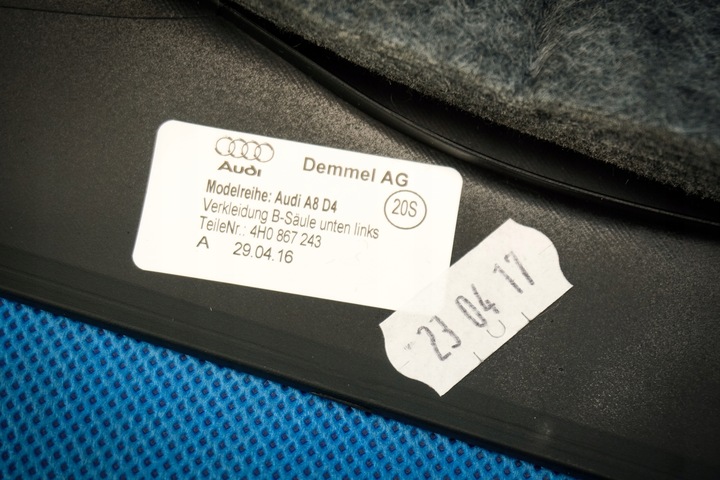 Audi
Demmel AG
Modelreihe: Audi A8 D4
20S
Verkleidung B-Säule unten links
TeileNr.: 4H0 867 243
A 29.04.16
23 04 17